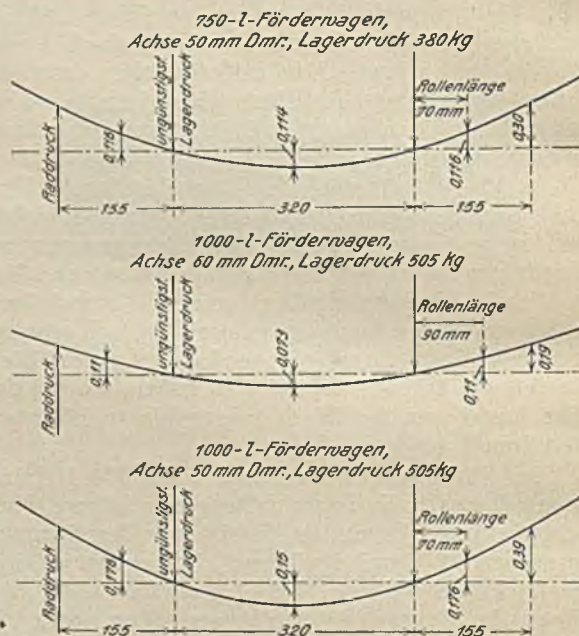 750-l-Förderwagen,
Achse 50 mm Dmr., Lagerdruck 380 kg
Raddruck
0,116
ungünstigst.
Lagerdruck
0,114
Rollenlänge
70 mm
0,116
0,30
155
320
155
1000-l-Förderwagen,
Achse 60 mm Dmr., Lagerdruck 505 kg
Raddruck
0,11
ungünstigst.
Lagerdruck
0,073
Rollenlänge
90 mm
0,11
0,19
1000-l-Förderwagen,
Achse 50 mm Dmr., Lagerdruck 505 kg
Raddruck
0,176
ungünstigst.
Lagerdruck
0,15
Rollenlänge
70 mm
0,176
0,39
155
320
155